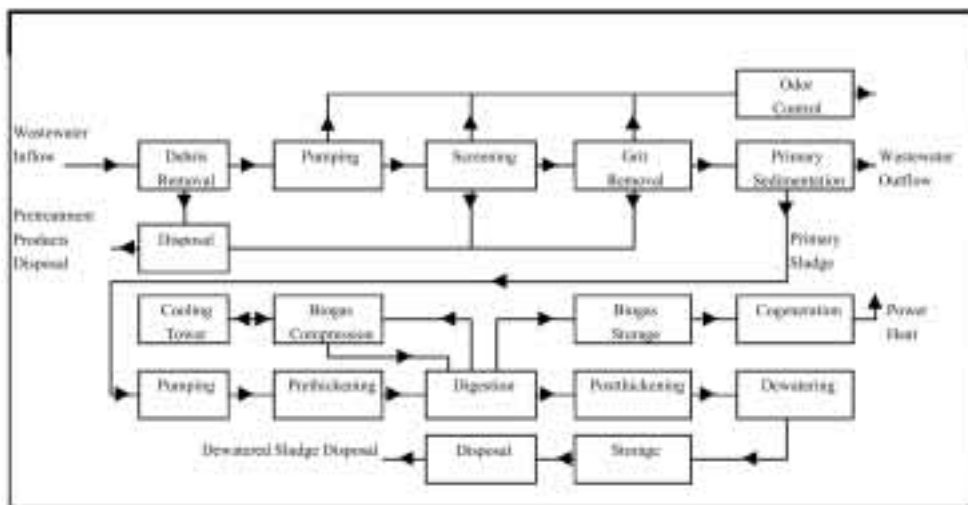 Odor
Control
Wastewater
Inflow
Debris
Removal
Pumping
Screening
Grit
Removal
Primary
Sedimentation
Wastewater
Outflow
Pretreatment
Products
Disposal
Disposal
Primary
Sludge
Cooling
Tower
Biogas
Compression
Biogas
Storage
Cogeneration
Power
Heat
Pumping
Prethickening
Digestion
Postthickening
Dewatering
Dewatered Sludge Disposal
Disposal
Storage